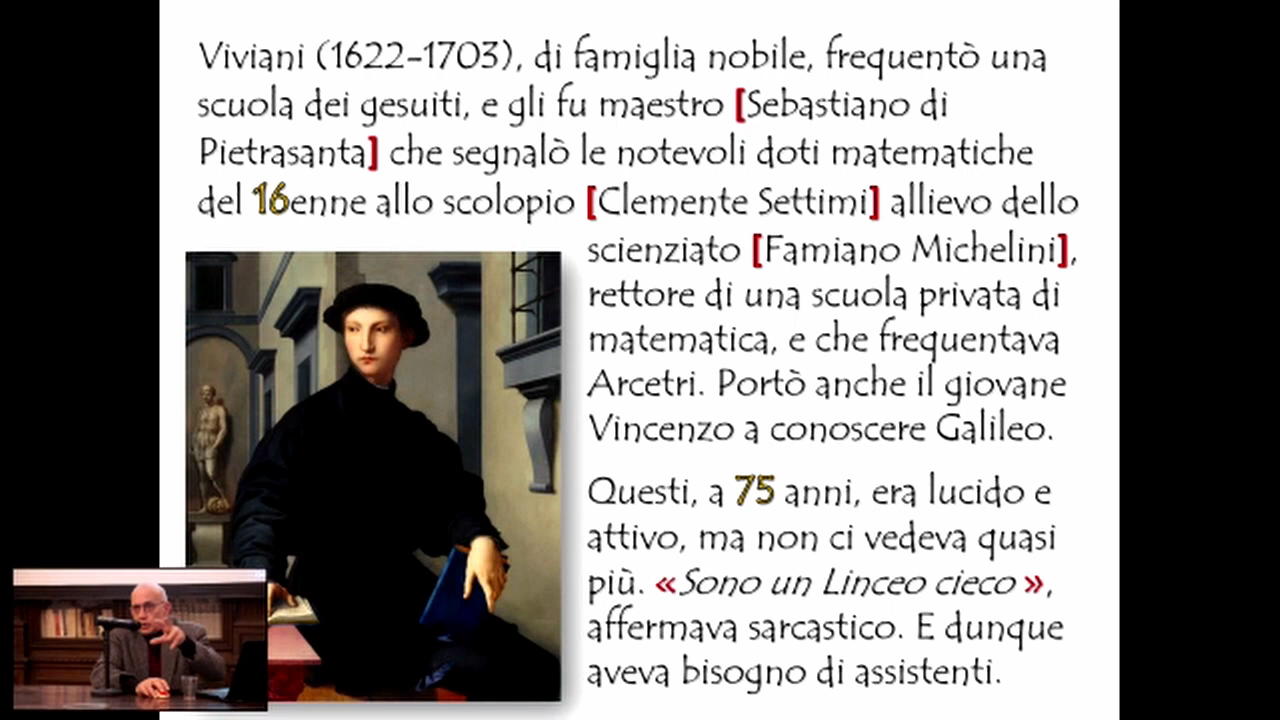 Viviani (1622-1703), di famiglia nobile, frequentò una
scuola dei gesuiti, e gli fu maestro [Sebastiano di
Pietrasanta] che segnalò le notevoli doti matematiche
del 16enne allo scolopio [Clemente Settimi] allievo dello
scienziato [Famiano Michelini],
rettore di una scuola privata di
matematica, e che frequentava
Arcetri. Portò anche il giovane
Vincenzo a conoscere Galileo.
Questi, a 75 anni, era lucido e
attivo, ma non ci vedeva quasi
più. «Sono un Linceo cieco»,
affermava sarcastico. E dunque
aveva bisogno di assistenti.